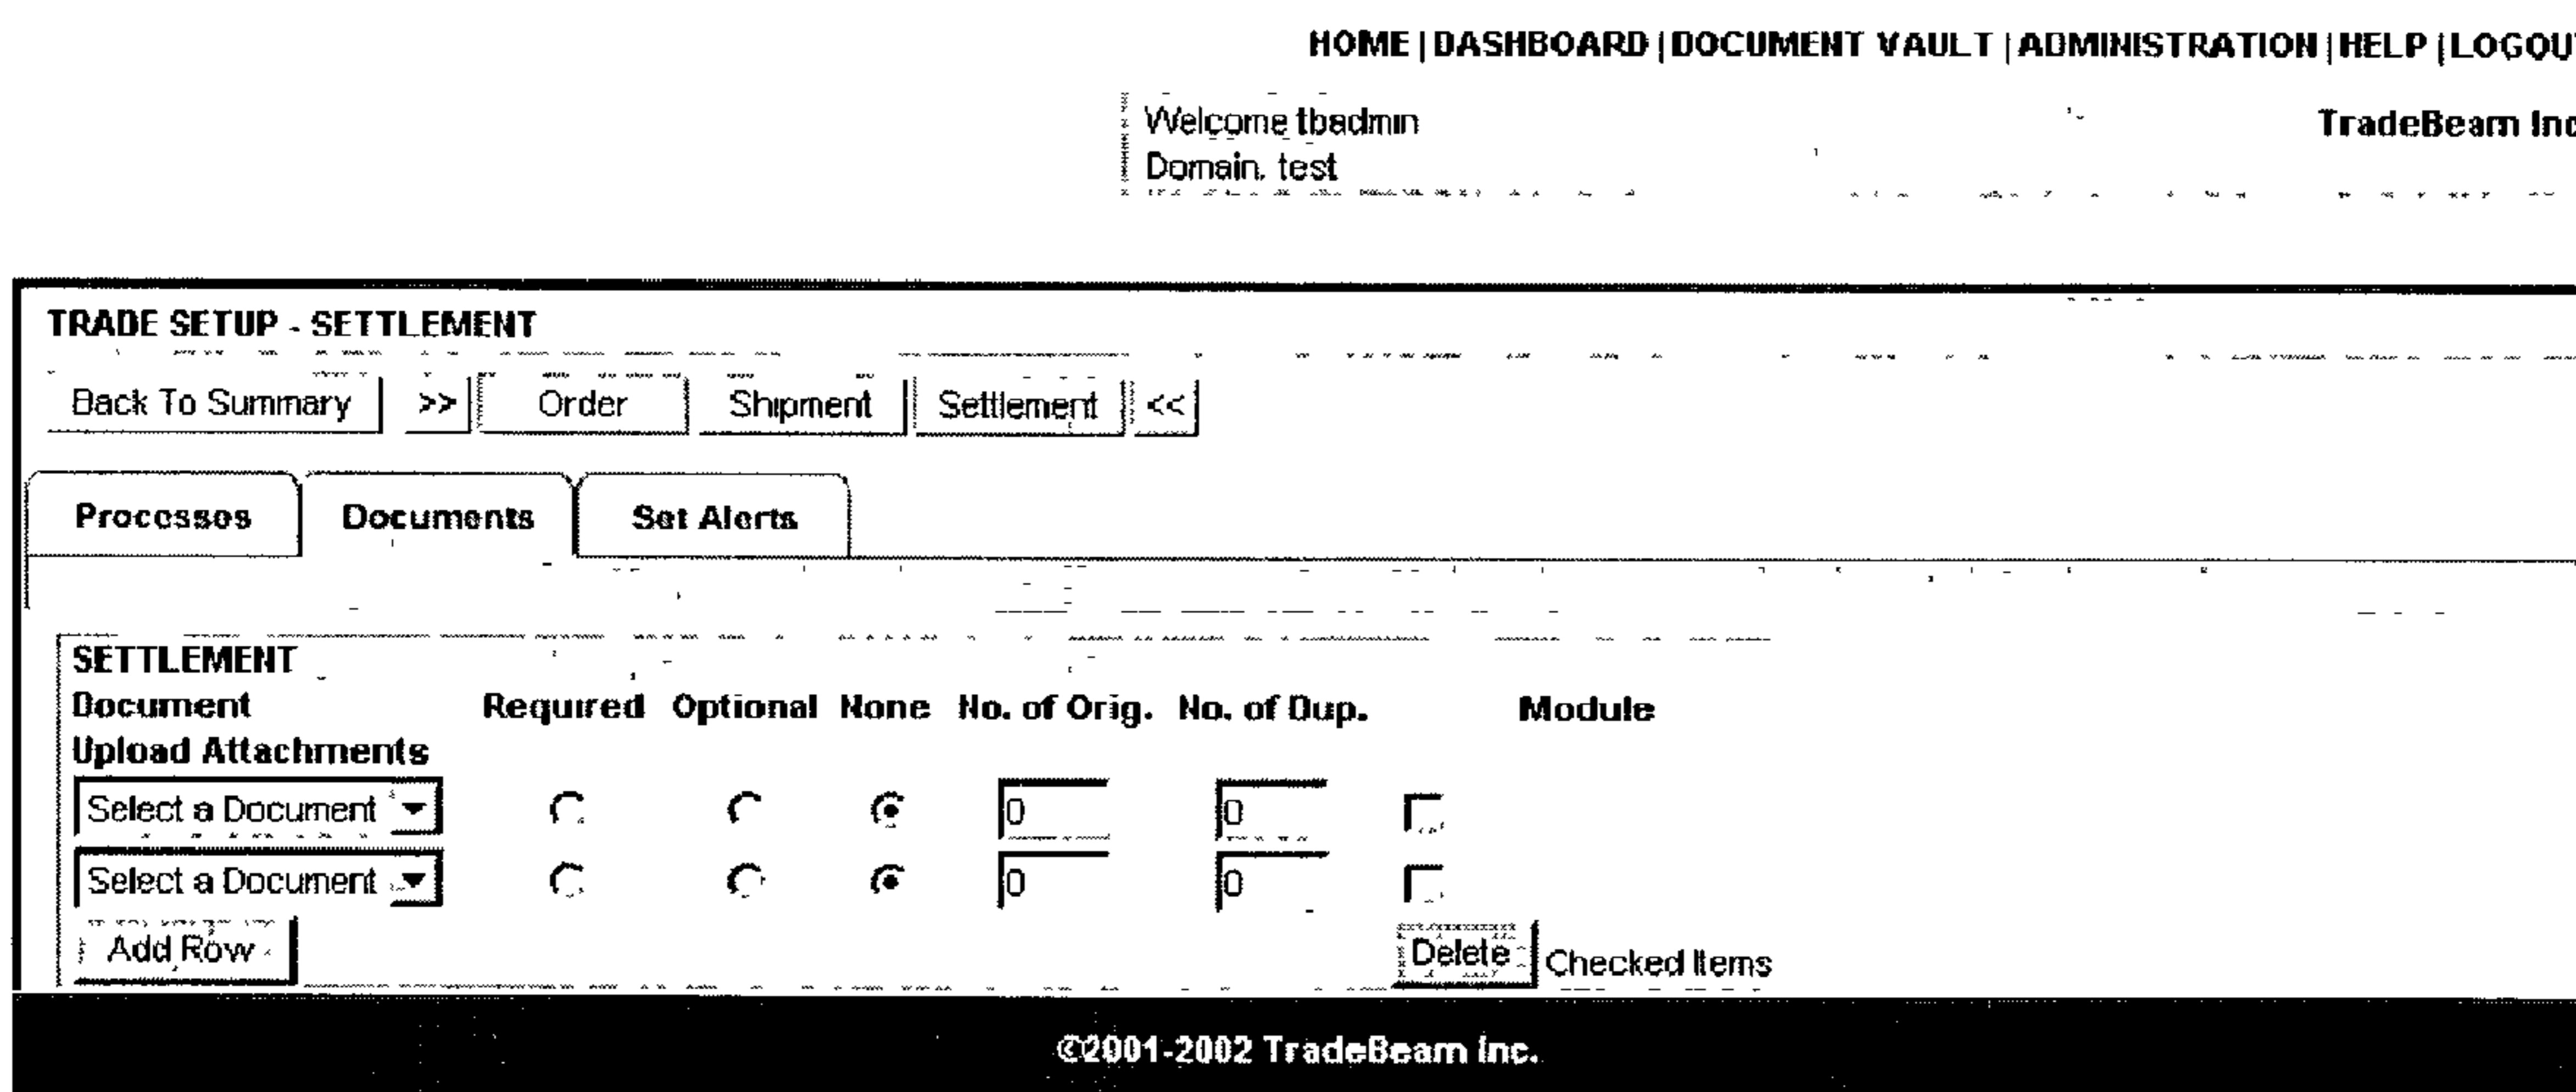 HOME | DASHBOARD | DOCUMENT VAULT | ADMINISTRATION | HELP | LOGOUT
Welcome tbadmin TradeBeam Inc
Domain. test
TRADE SETUP - SETTLEMENT
Back To Summary >> Order Shipment Settlement <<
Processes Documents Set Alerts
SETTLEMENT
Document Required Optional None No. of Orig. No. of Dup. Module
Upload Attachments
Select a Document 0 0
Select a Document 0 0
Add Row Delete Checked Items
©2001-2002 TradeBeam Inc.